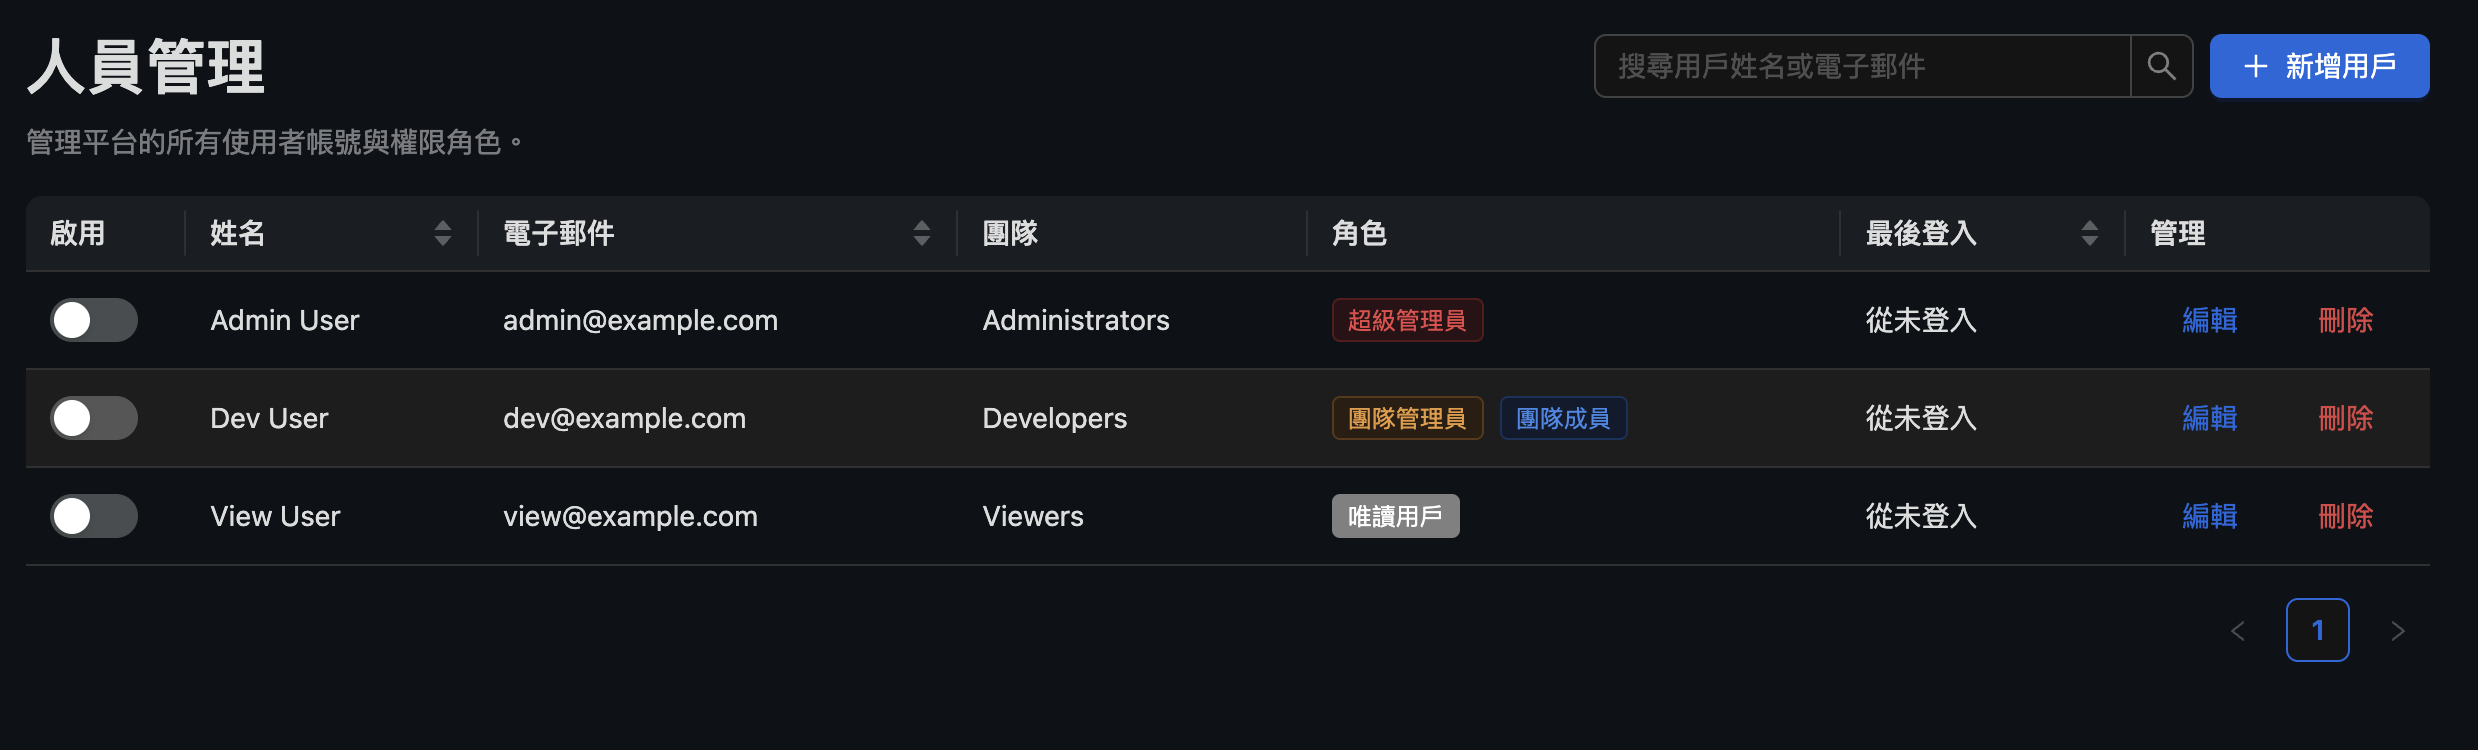 人員管理
搜尋用戶姓名或電子郵件
新增用戶
管理平台的所有使用者帳號與權限角色。
啟用 姓名 電子郵件 團隊 角色 最後登入 管理
Admin User admin@example.com Administrators 超級管理員 從未登入 編輯 刪除
Dev User dev@example.com Developers 團隊管理員 團隊成員 從未登入 編輯 刪除
View User view@example.com Viewers 唯讀用戶 從未登入 編輯 刪除
1